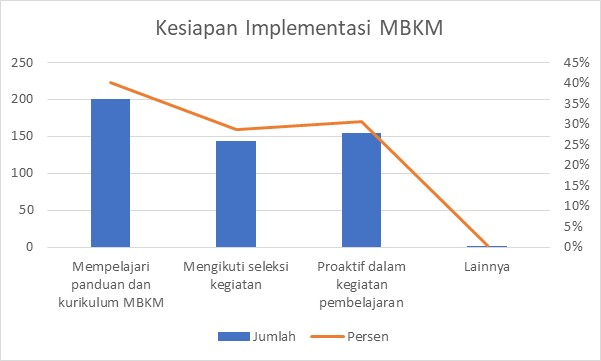 Kesiapan Implementasi MBKM
250
200
150
100
50
0
45%
40%
35%
30%
25%
20%
15%
10%
5%
0%
Mempelajari
panduan dan
kurikulum MBKM
Mengikuti seleksi
kegiatan
Proaktif dalam
kegiatan
pembelajaran
Lainnya
Jumlah
Persen